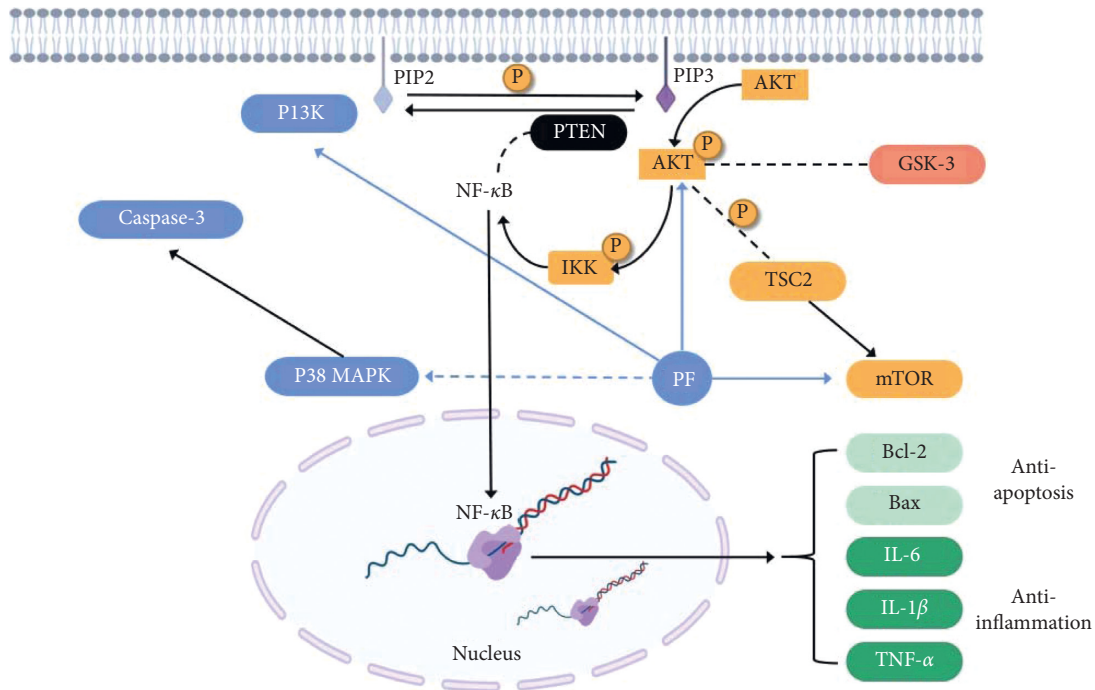 PIP2
P
PIP3
AKT
P13K
PTEN
P
AKT
GSK-3
NF-κB
P
Caspase-3
P
IKK
TSC2
P38 MAPK
PF
mTOR
Bcl-2
Anti-
apoptosis
Bax
NF-κB
IL-6
IL-1β
Anti-
inflammation
Nucleus
TNF-α